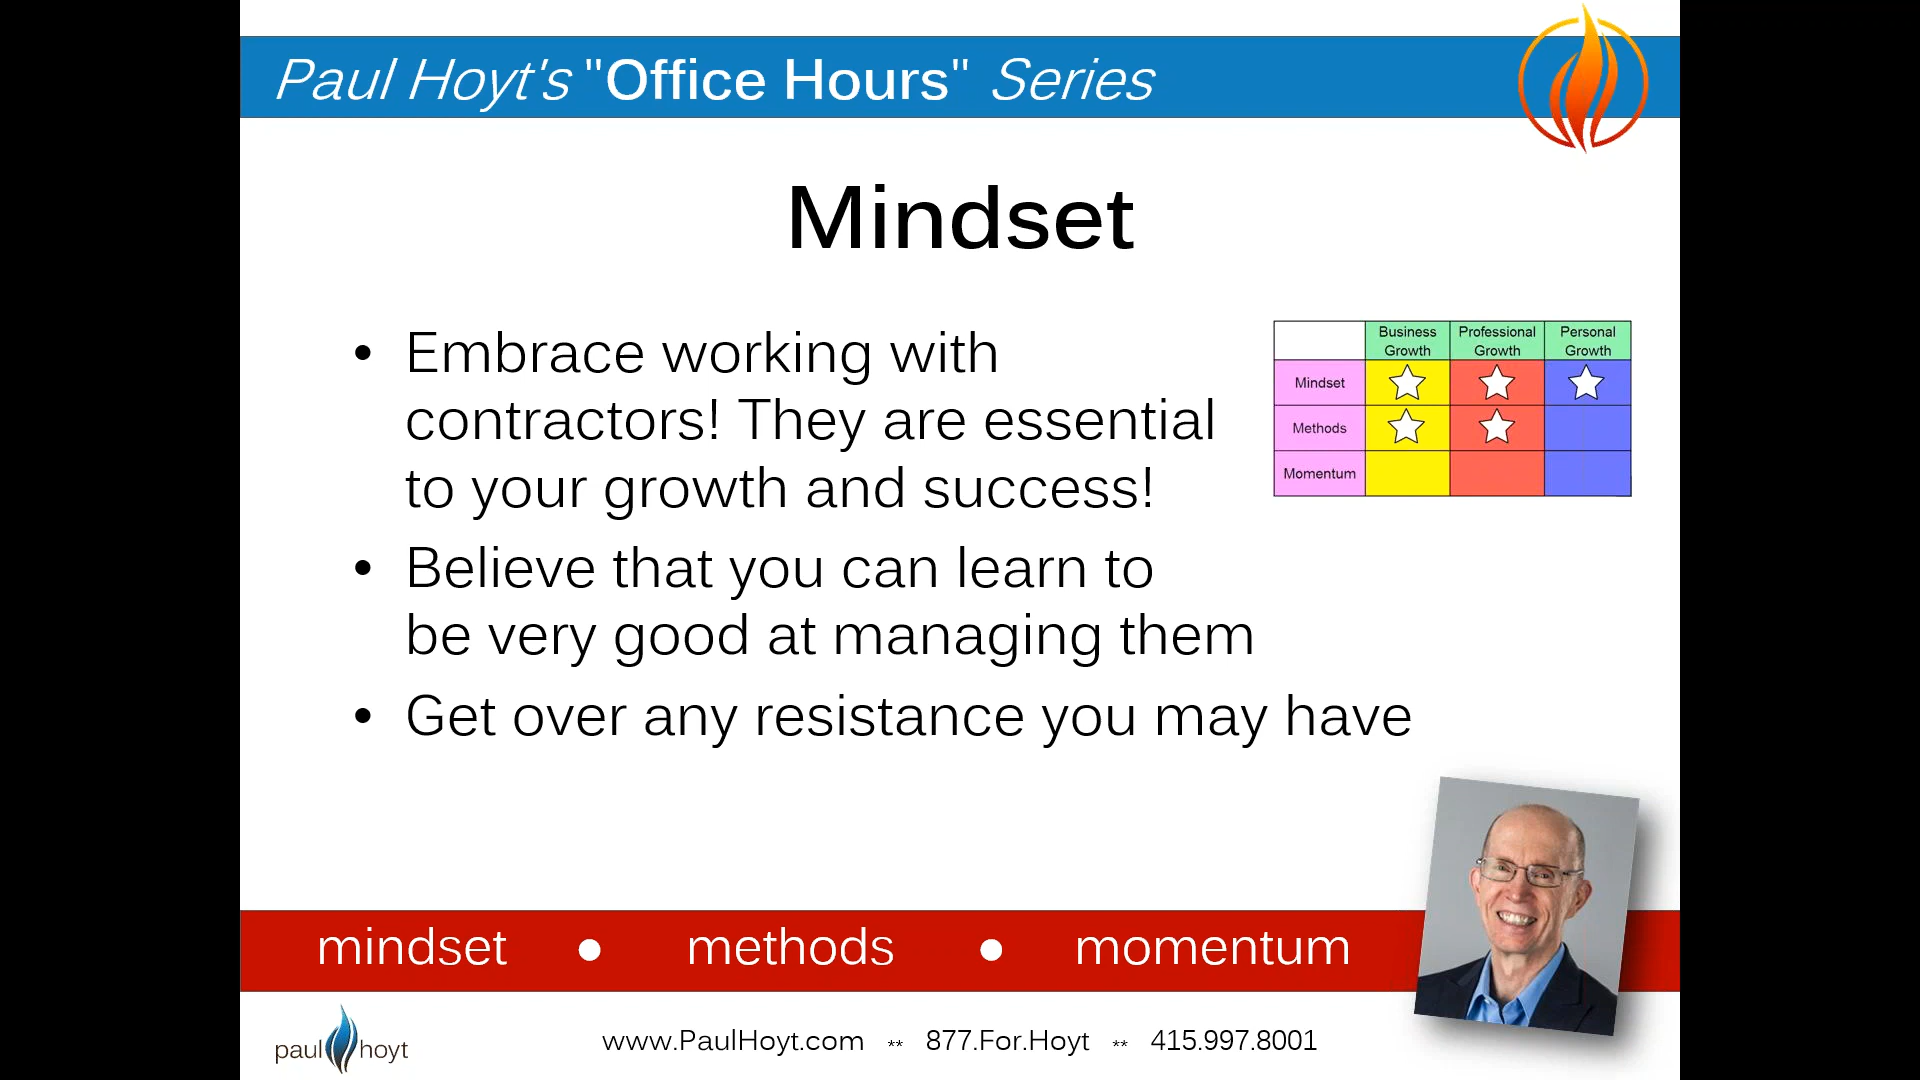 Paul Hoyt's "Office Hours" Series
Mindset
• Embrace working with
contractors! They are essential
to your growth and success!
• Believe that you can learn to
be very good at managing them
• Get over any resistance you may have
Business Growth Professional Growth Personal Growth
Mindset
Methods
Momentum
mindset • methods • momentum
paul hoyt
www.PaulHoyt.com ** 877.For.Hoyt ** 415.997.8001